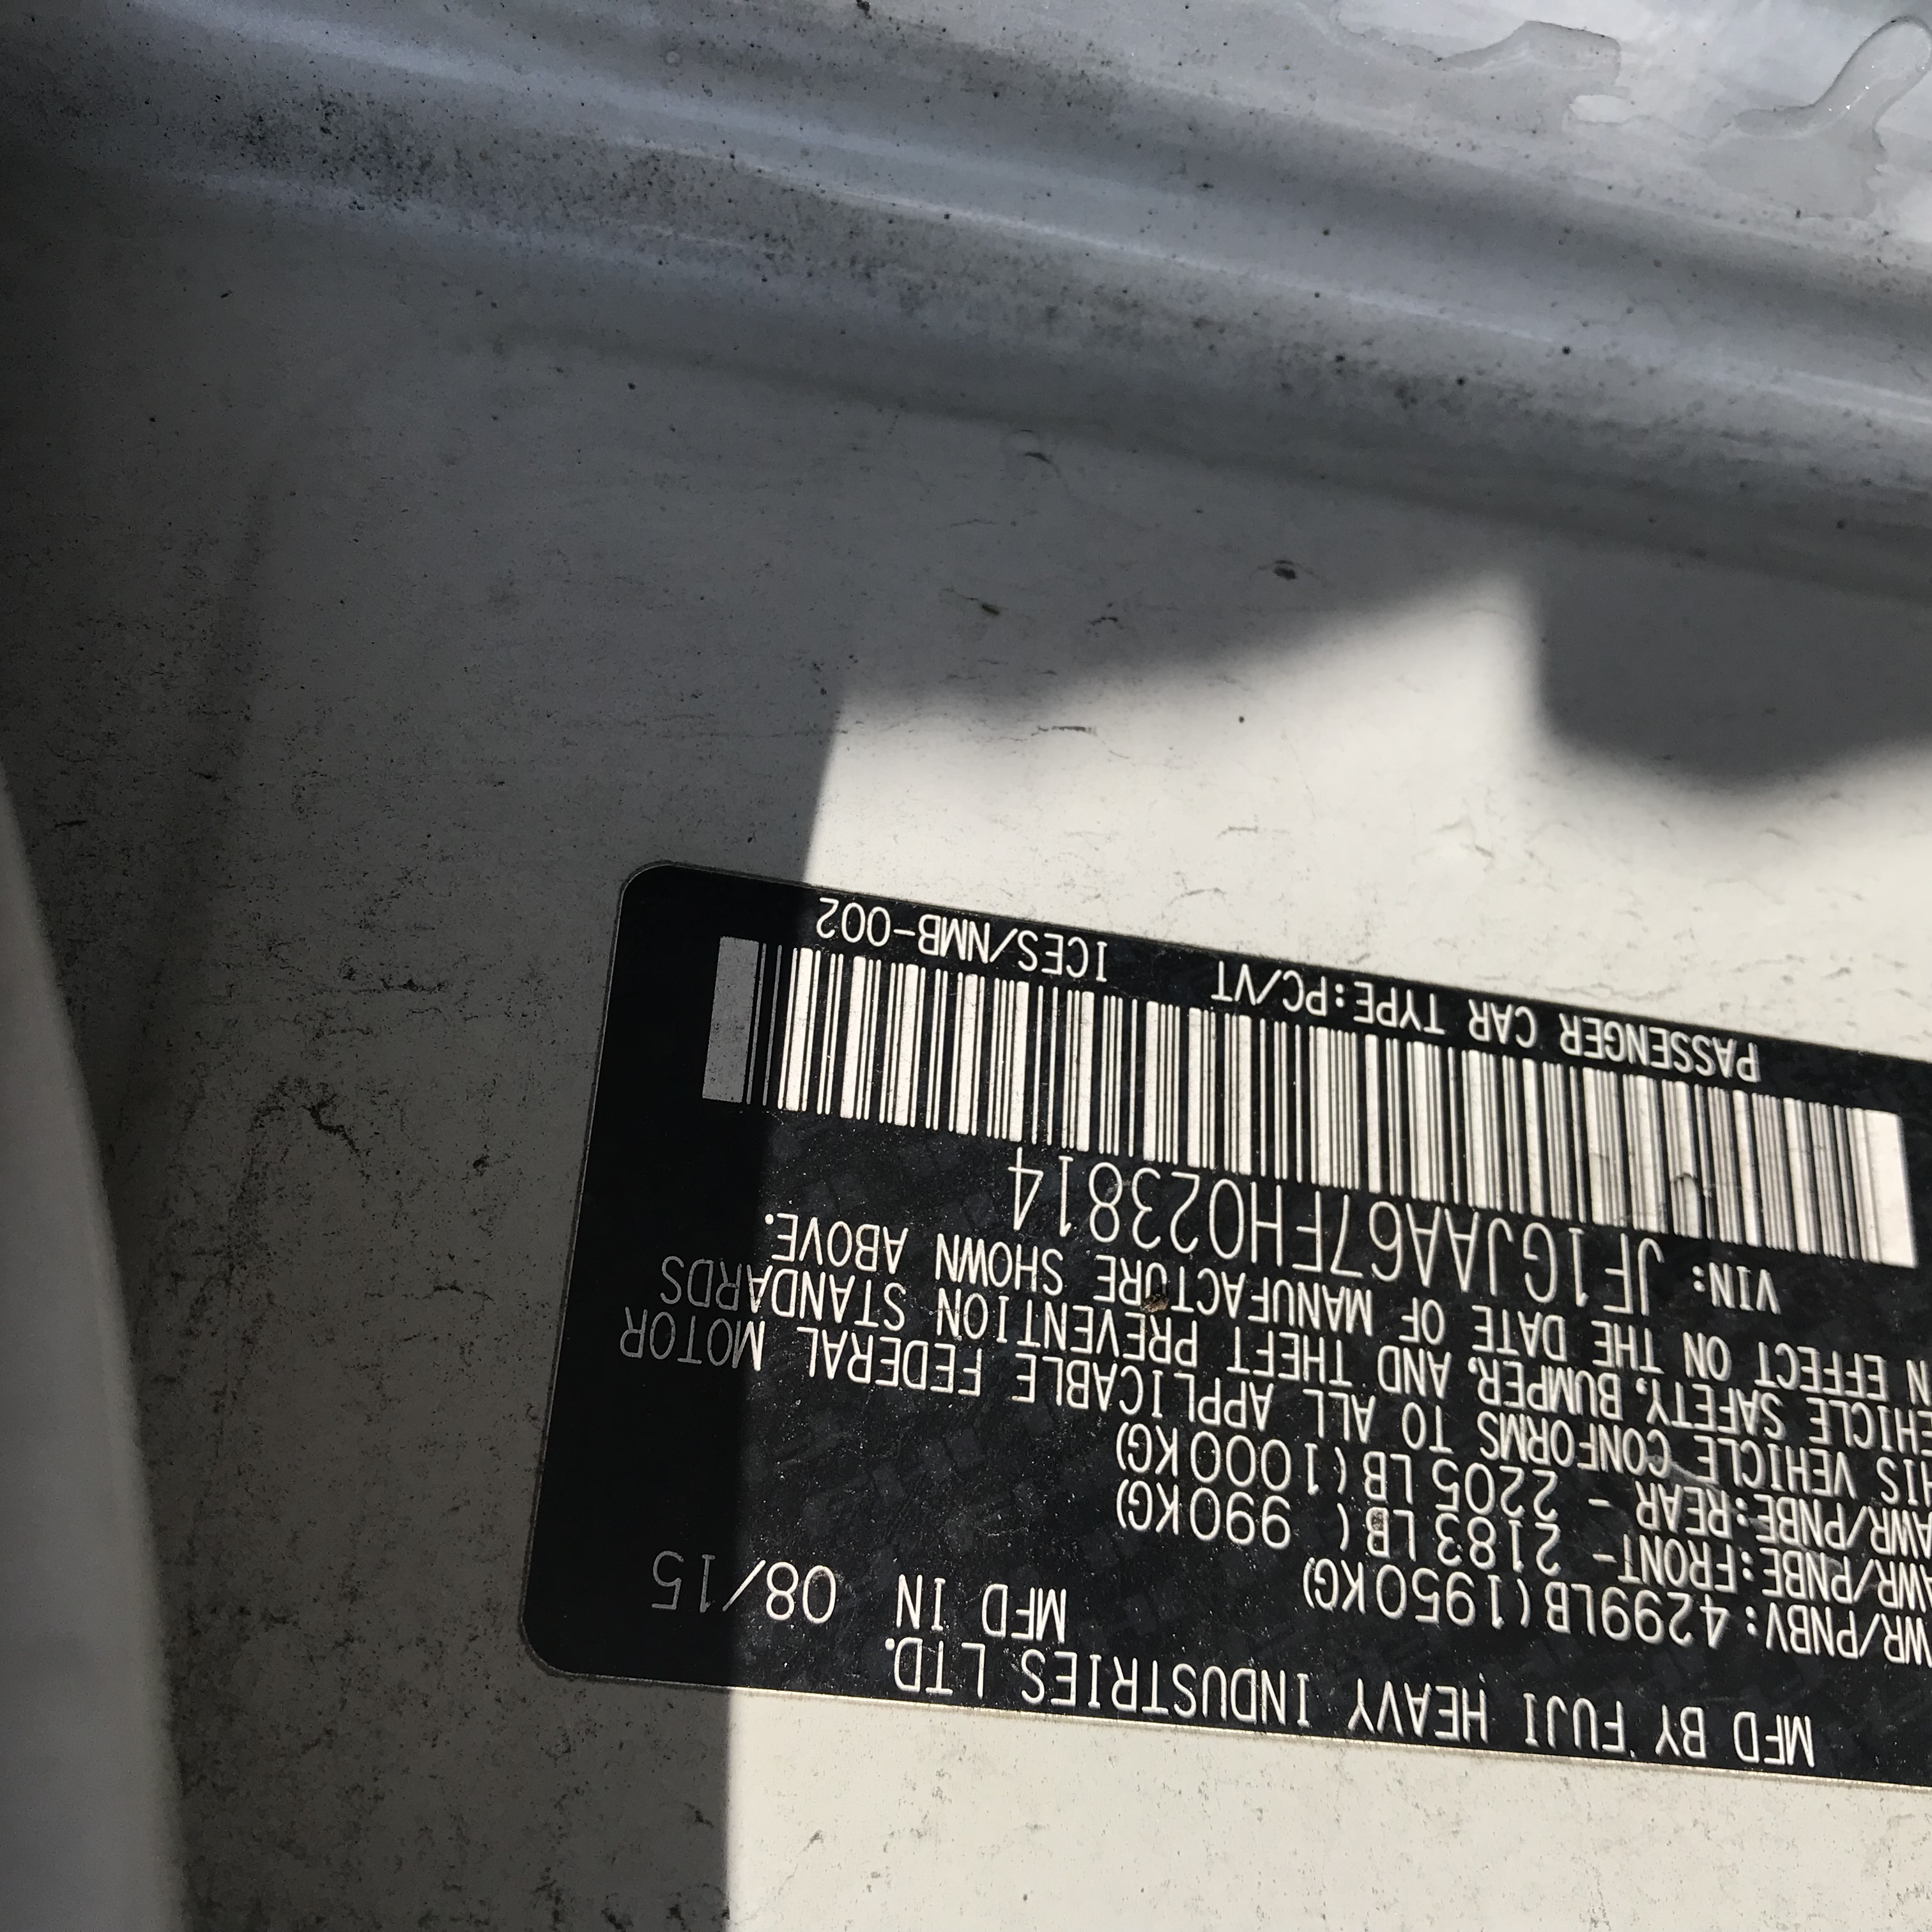 MFD BY FUJI HEAVY INDUSTRIES LTD.
MFD IN 08/15
WR/PNBV: 4299LB(1950KG)
AWR/PNBE:FRONT- 2183LB( 990KG)
AWR/PNBE:REAR - 2205LB(1000KG)
HIS VEHICLE CONFORMS TO ALL APPLICABLE FEDERAL MOTOR
EHICLE SAFETY, BUMPER, AND THEFT PREVENTION STANDARDS
N EFFECT ON THE DATE OF MANUFACTURE SHOWN ABOVE.
VIN: JF1GJAA67FH023814
PASSENGER CAR TYPE:PC/VT ICES/NMB-002